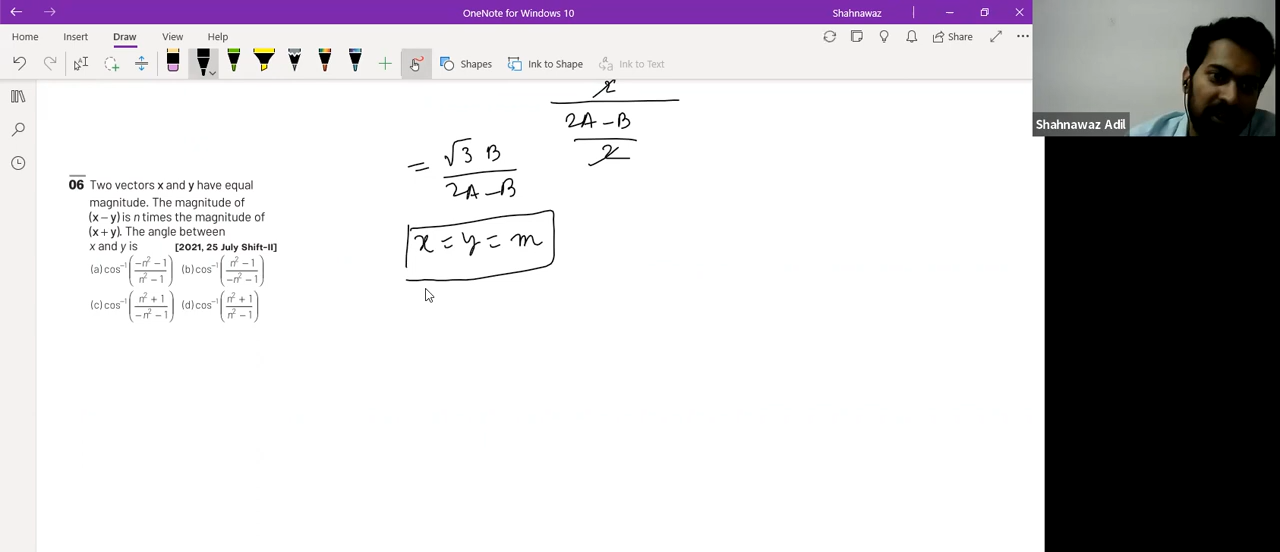 OneNote for Windows 10
Shahnawaz
Home Insert Draw View Help
Share
Shapes Ink to Shape Ink to Text
x
2A - B
2
= √3 B
2A - B
x = y = m
06 Two vectors x and y have equal
magnitude. The magnitude of
(x – y) is n times the magnitude of
(x + y). The angle between
x and y is [2021, 25 July Shift-II]
(a) cos⁻¹ (−n² − 1 / n² − 1) (b) cos⁻¹ (n² − 1 / −n² − 1)
(c) cos⁻¹ (n² + 1 / −n² − 1) (d) cos⁻¹ (n² + 1 / n² − 1)
Shahnawaz Adil